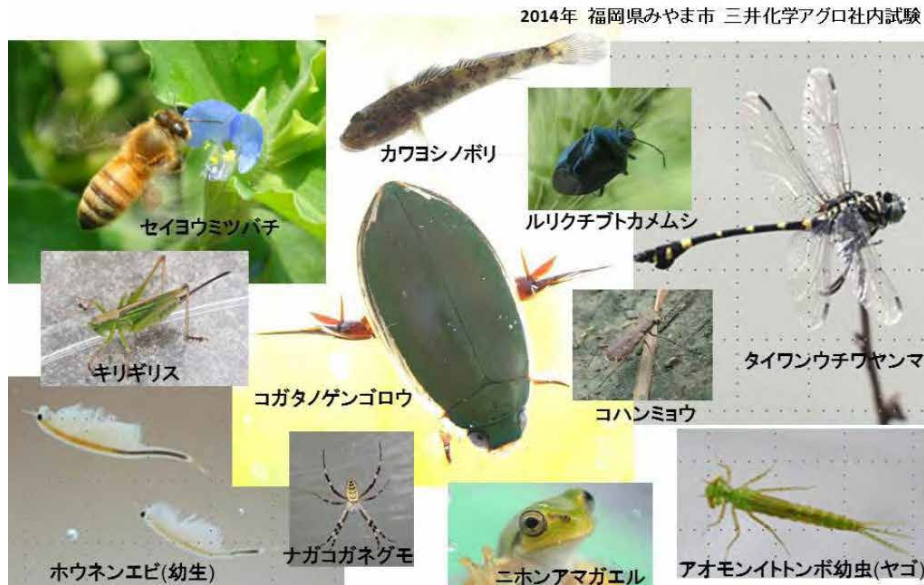 2014年 福岡県みやま市 三井化学アグロ社内試験
カワヨシノボリ
セイヨウミツバチ
ルリクチブトカメムシ
キリギリス
コガタノゲンゴロウ
コハンミョウ
タイワンウチワヤンマ
ホウネンエビ(幼生)
ナガコガネグモ
ニホンアマガエル
アオモンイトトンボ幼虫(ヤゴ)